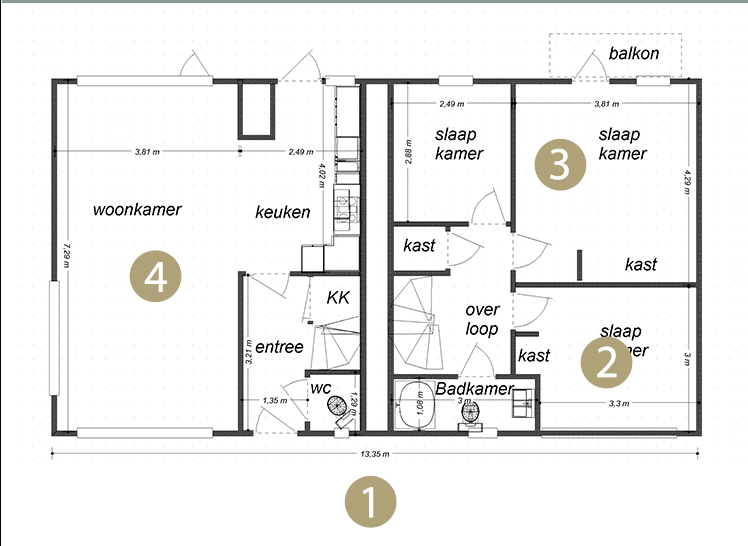 balkon
2,49 m
3,81 m
slaap
kamer
slaap
kamer
3
3,81 m
2,49 m
2,88 m
4,02 m
4,29 m
woonkamer
keuken
kast
kast
7,29 m
4
KK
over
loop
slaap
er
2
entree
3,21 m
kast
3 m
wc
Badkamer
1,35 m
1,29 m
1,08 m
3 m
3,3 m
13,35 m
1